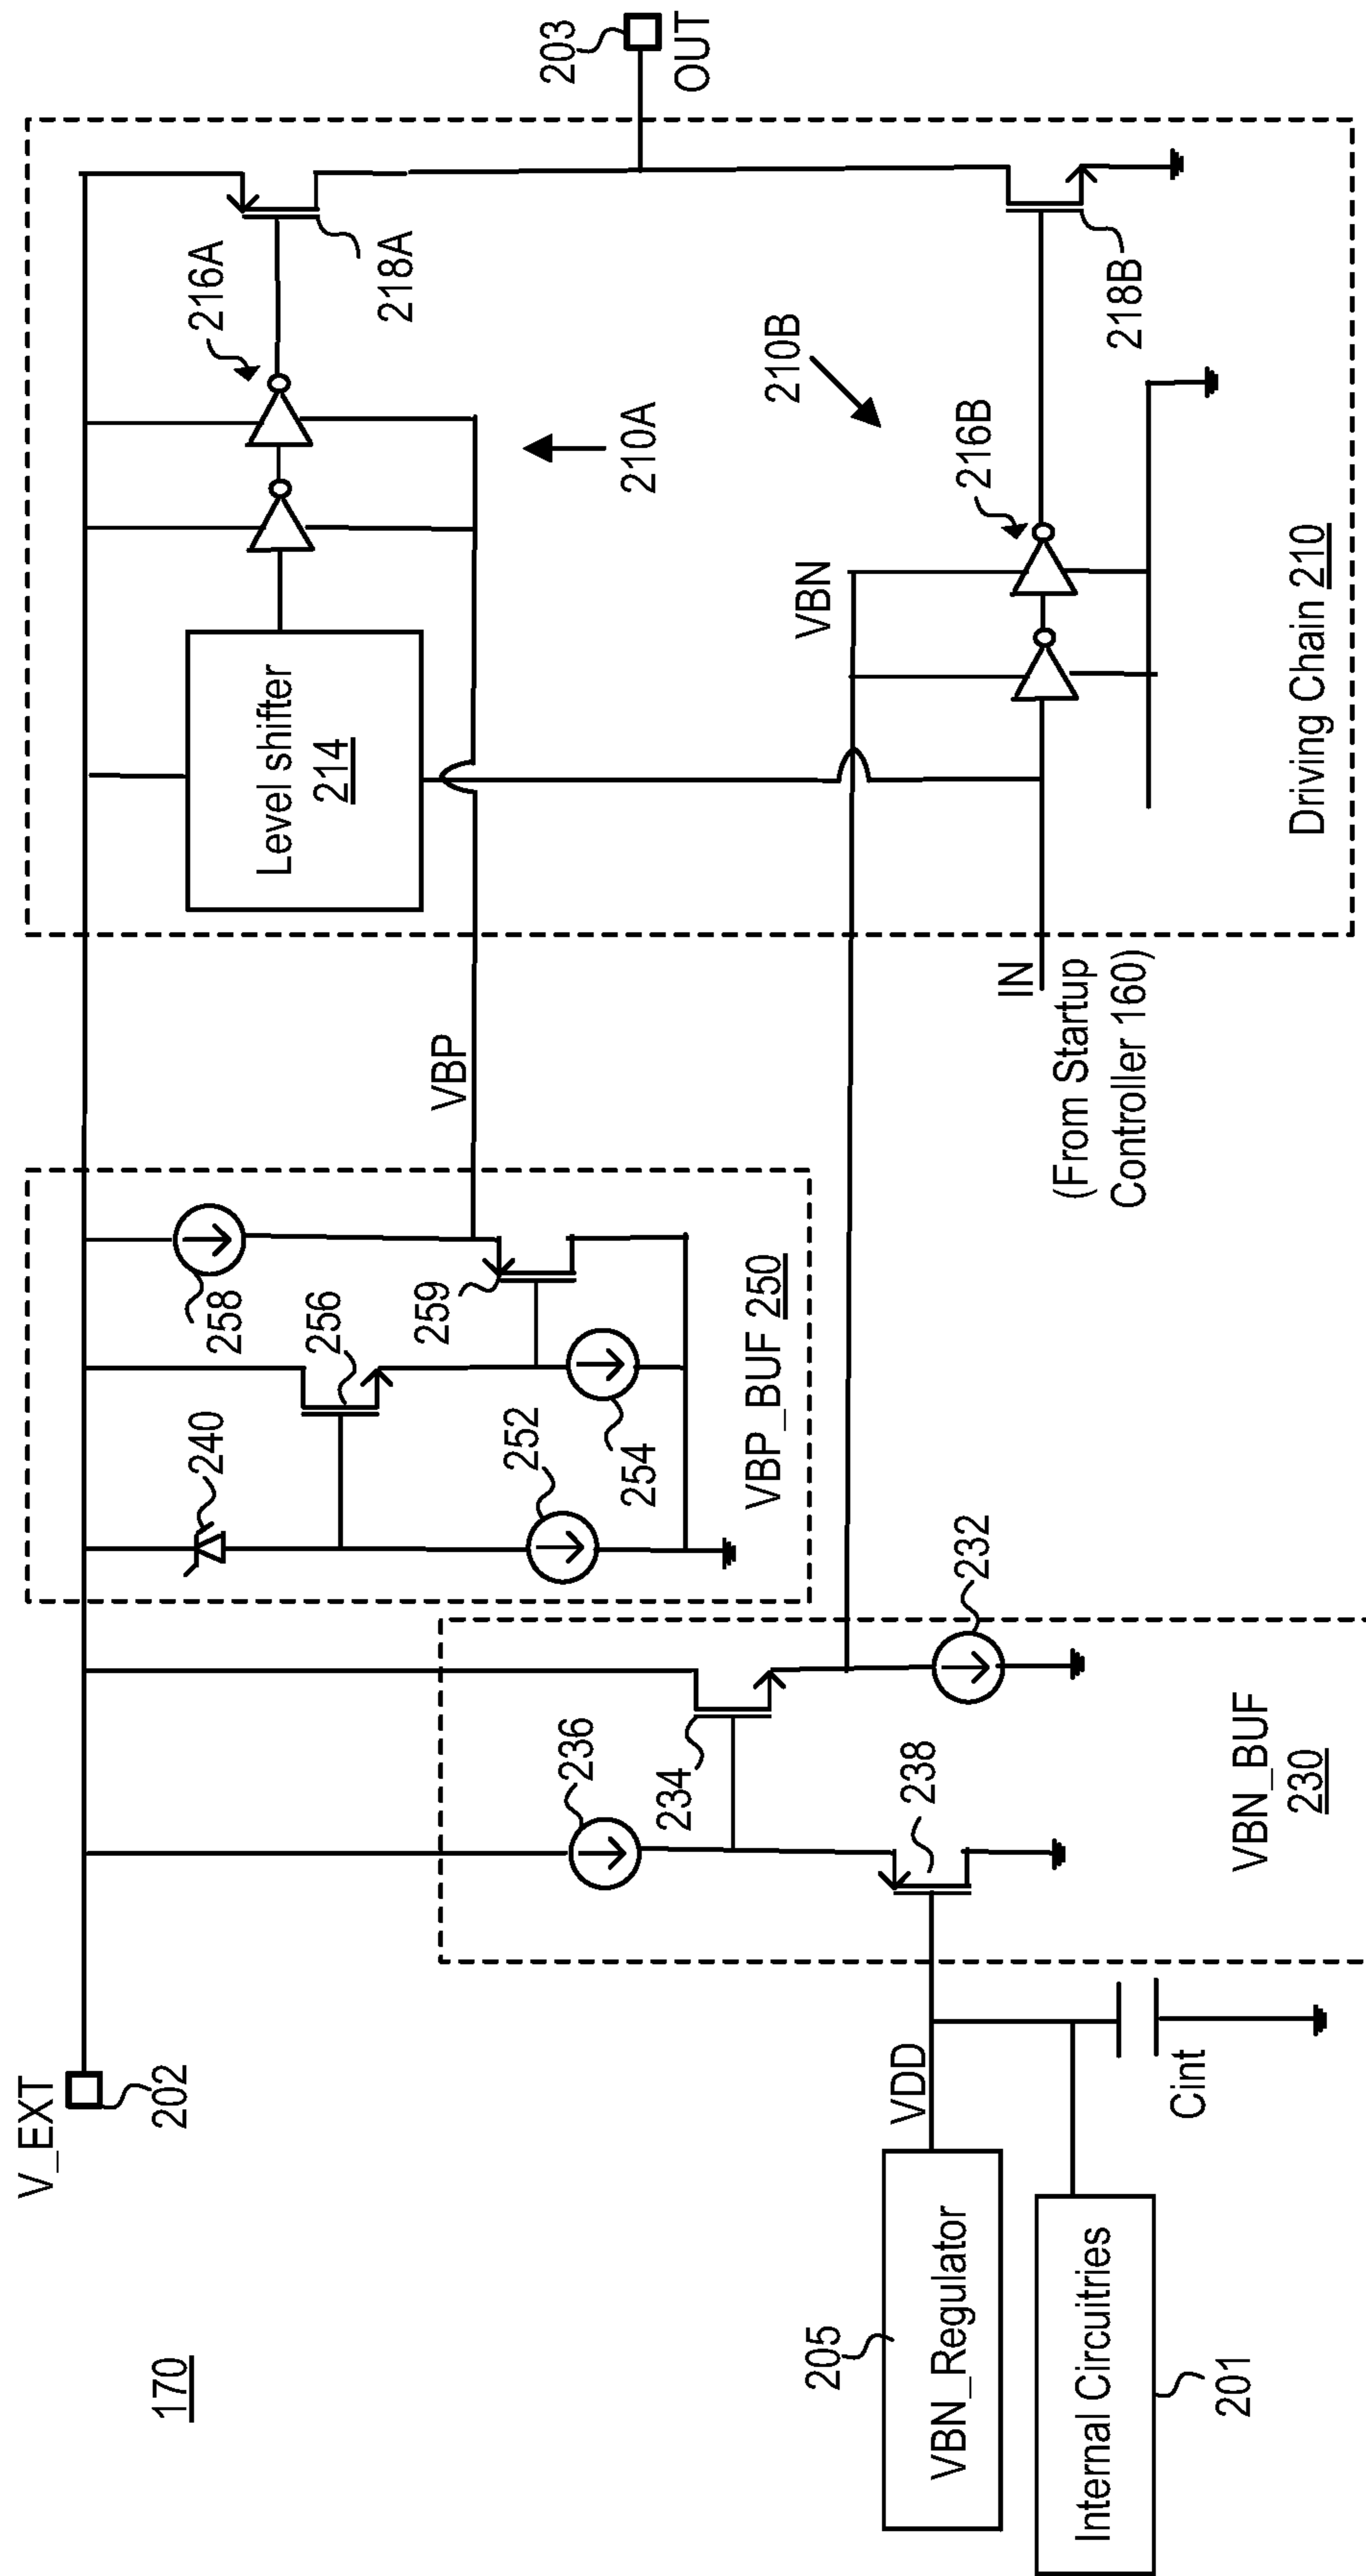 170
V_EXT
202
205
VBN_Regulator
VDD
Internal Circuitries
201
Cint
236
234
238
232
VBN_BUF
230
240
256
258
252
254
259
VBP_BUF 250
VBP
VBN
IN
(From Startup
Controller 160)
Level shifter
214
216A
218A
210A
210B
216B
218B
Driving Chain 210
203
OUT